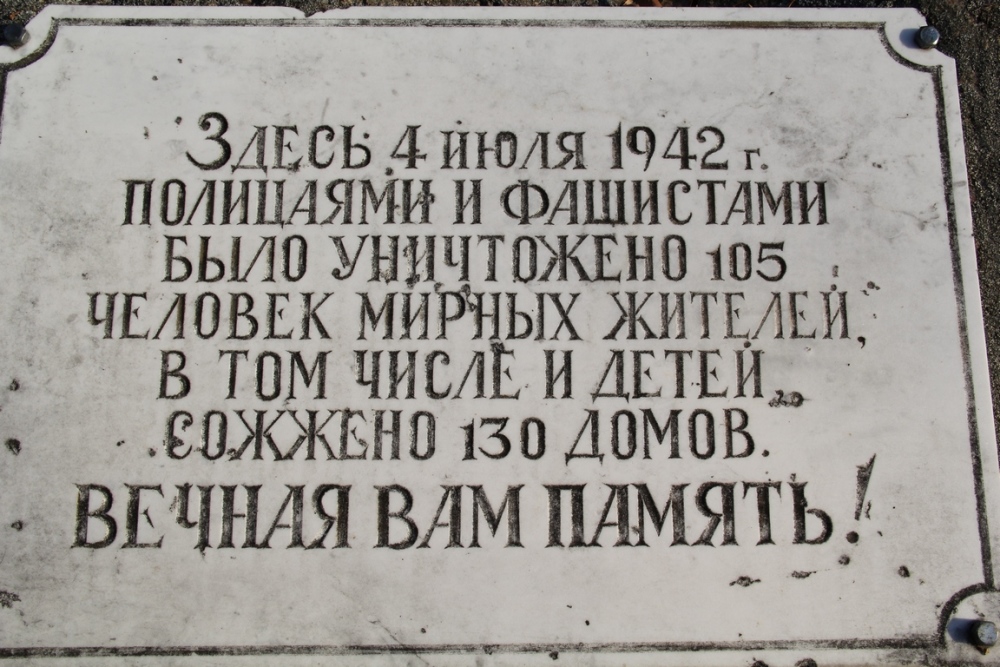 Здесь 4 июля 1942 г.
полицаями и фашистами
было уничтожено 105
человек мирных жителей,
в том числе и детей,
сожжено 130 домов.
Вечная вам память!